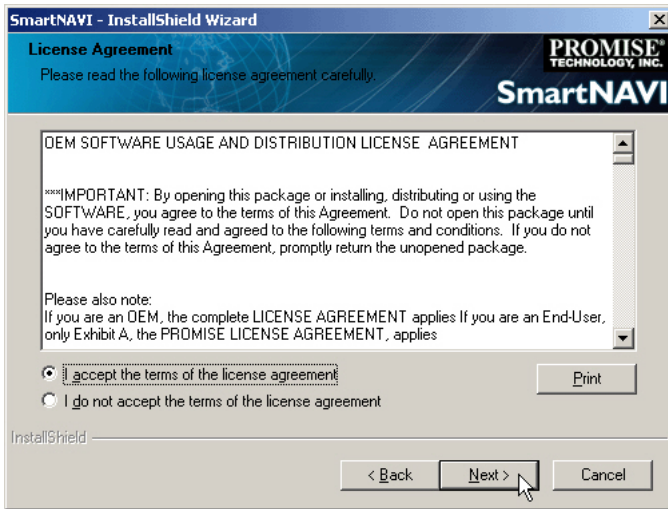 SmartNAVI - InstallShield Wizard
License Agreement
Please read the following license agreement carefully.
PROMISE®
TECHNOLOGY, INC.
SmartNAVI
OEM SOFTWARE USAGE AND DISTRIBUTION LICENSE AGREEMENT
***IMPORTANT: By opening this package or installing, distributing or using the
SOFTWARE, you agree to the terms of this Agreement. Do not open this package until
you have carefully read and agreed to the following terms and conditions. If you do not
agree to the terms of this Agreement, promptly return the unopened package.
Please also note:
If you are an OEM, the complete LICENSE AGREEMENT applies If you are an End-User,
only Exhibit A, the PROMISE LICENSE AGREEMENT, applies
I accept the terms of the license agreement
Print
I do not accept the terms of the license agreement
InstallShield
< Back
Next >
Cancel